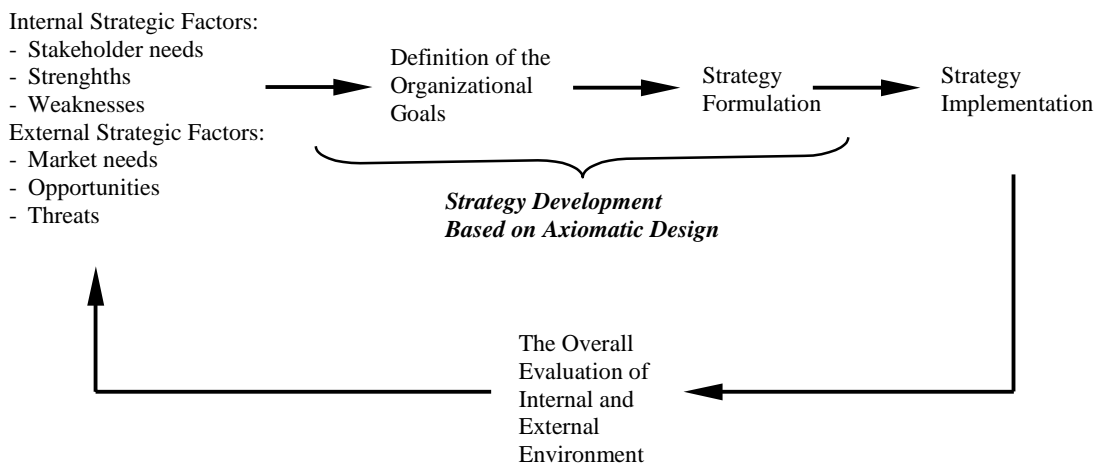 Internal Strategic Factors:
- Stakeholder needs
- Strenghths
- Weaknesses
External Strategic Factors:
- Market needs
- Opportunities
- Threats
Definition of the
Organizational
Goals
Strategy
Formulation
Strategy
Implementation
Strategy Development
Based on Axiomatic Design
The Overall
Evaluation of
Internal and
External
Environment